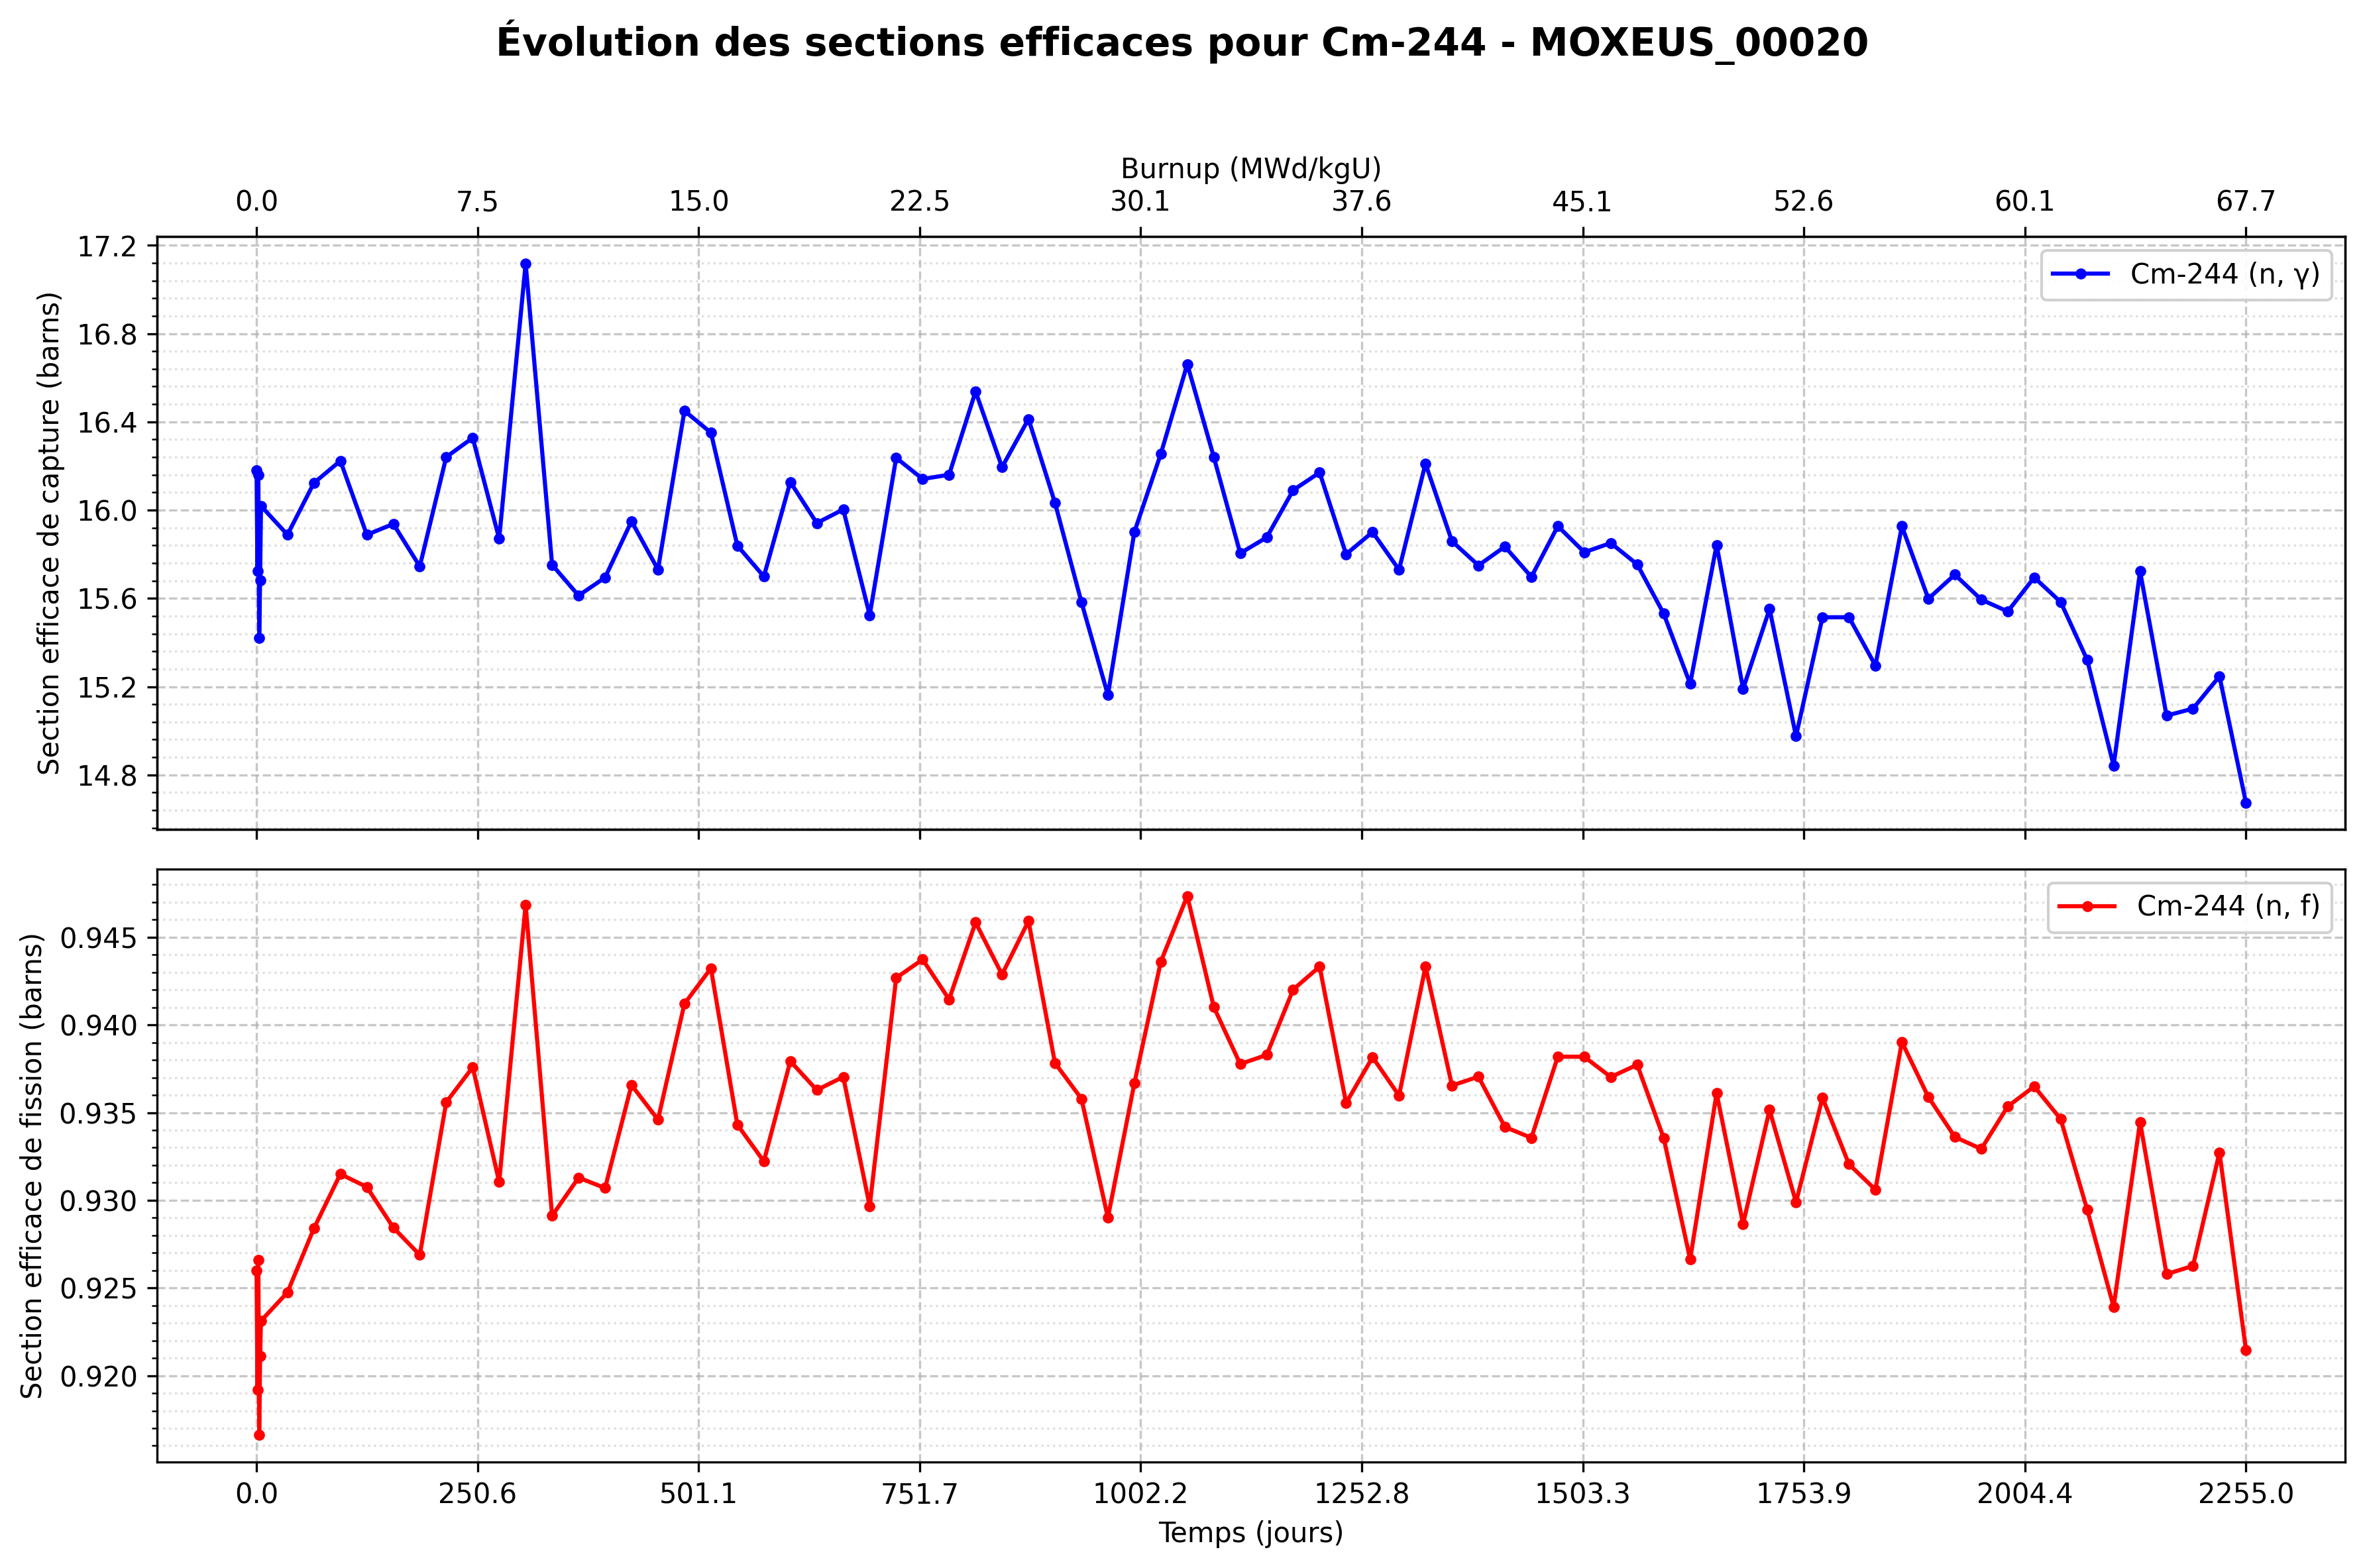 Évolution des sections efficaces pour Cm-244 - MOXEUS_00020
Burnup (MWd/kgU)
0.0 7.5 15.0 22.5 30.1 37.6 45.1 52.6 60.1 67.7
Section efficace de capture (barns)
17.2
16.8
16.4
16.0
15.6
15.2
14.8
Cm-244 (n, γ)
Section efficace de fission (barns)
0.945
0.940
0.935
0.930
0.925
0.920
Cm-244 (n, f)
0.0 250.6 501.1 751.7 1002.2 1252.8 1503.3 1753.9 2004.4 2255.0
Temps (jours)